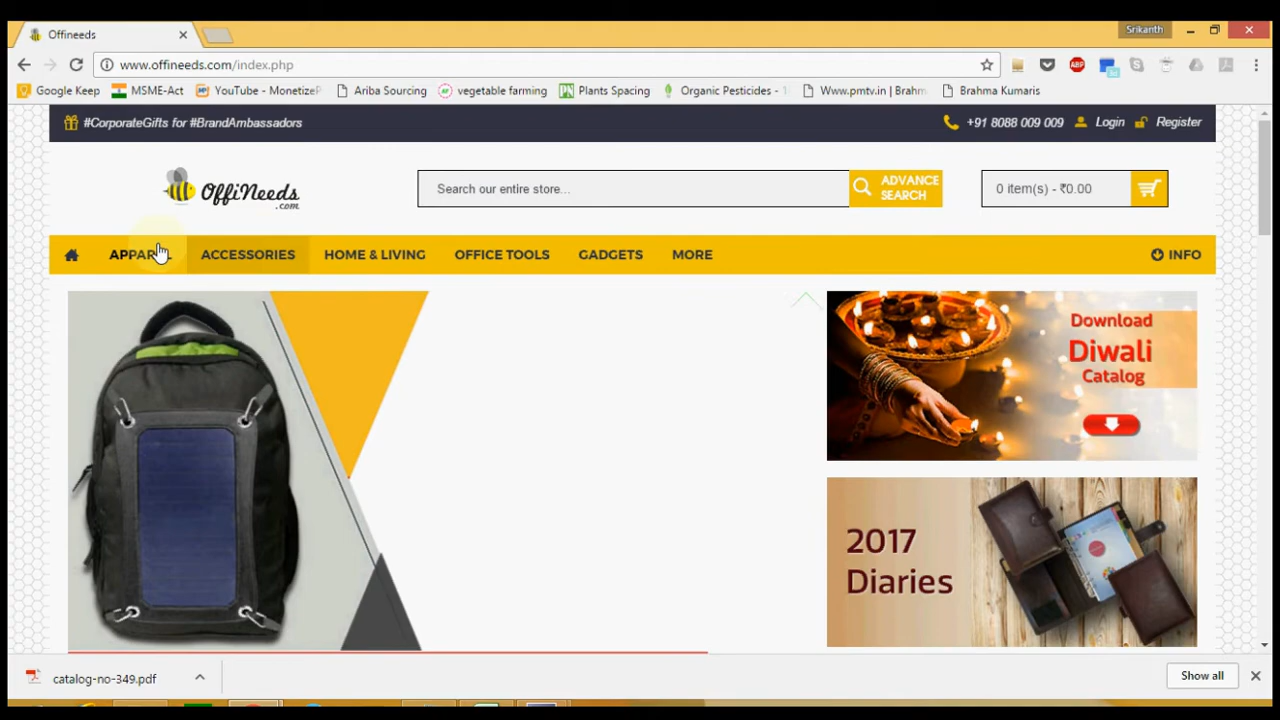 Offineeds
Srikanth
www.offineeds.com/index.php
ABP
Google Keep
MSME-Act
YouTube - MonetizeP
Ariba Sourcing
vegetable farming
Plants Spacing
Organic Pesticides - 1
Www.pmtv.in | Brahm
Brahma Kumaris
#CorporateGifts for #BrandAmbassadors
+91 8088 009 009
Login
Register
OffiNeeds
.com
Search our entire store...
ADVANCE
SEARCH
0 item(s) - ₹0.00
ACCESSORIES
HOME & LIVING
OFFICE TOOLS
GADGETS
MORE
INFO
Download
Diwali
Catalog
2017
Diaries
catalog-no-349.pdf
Show all